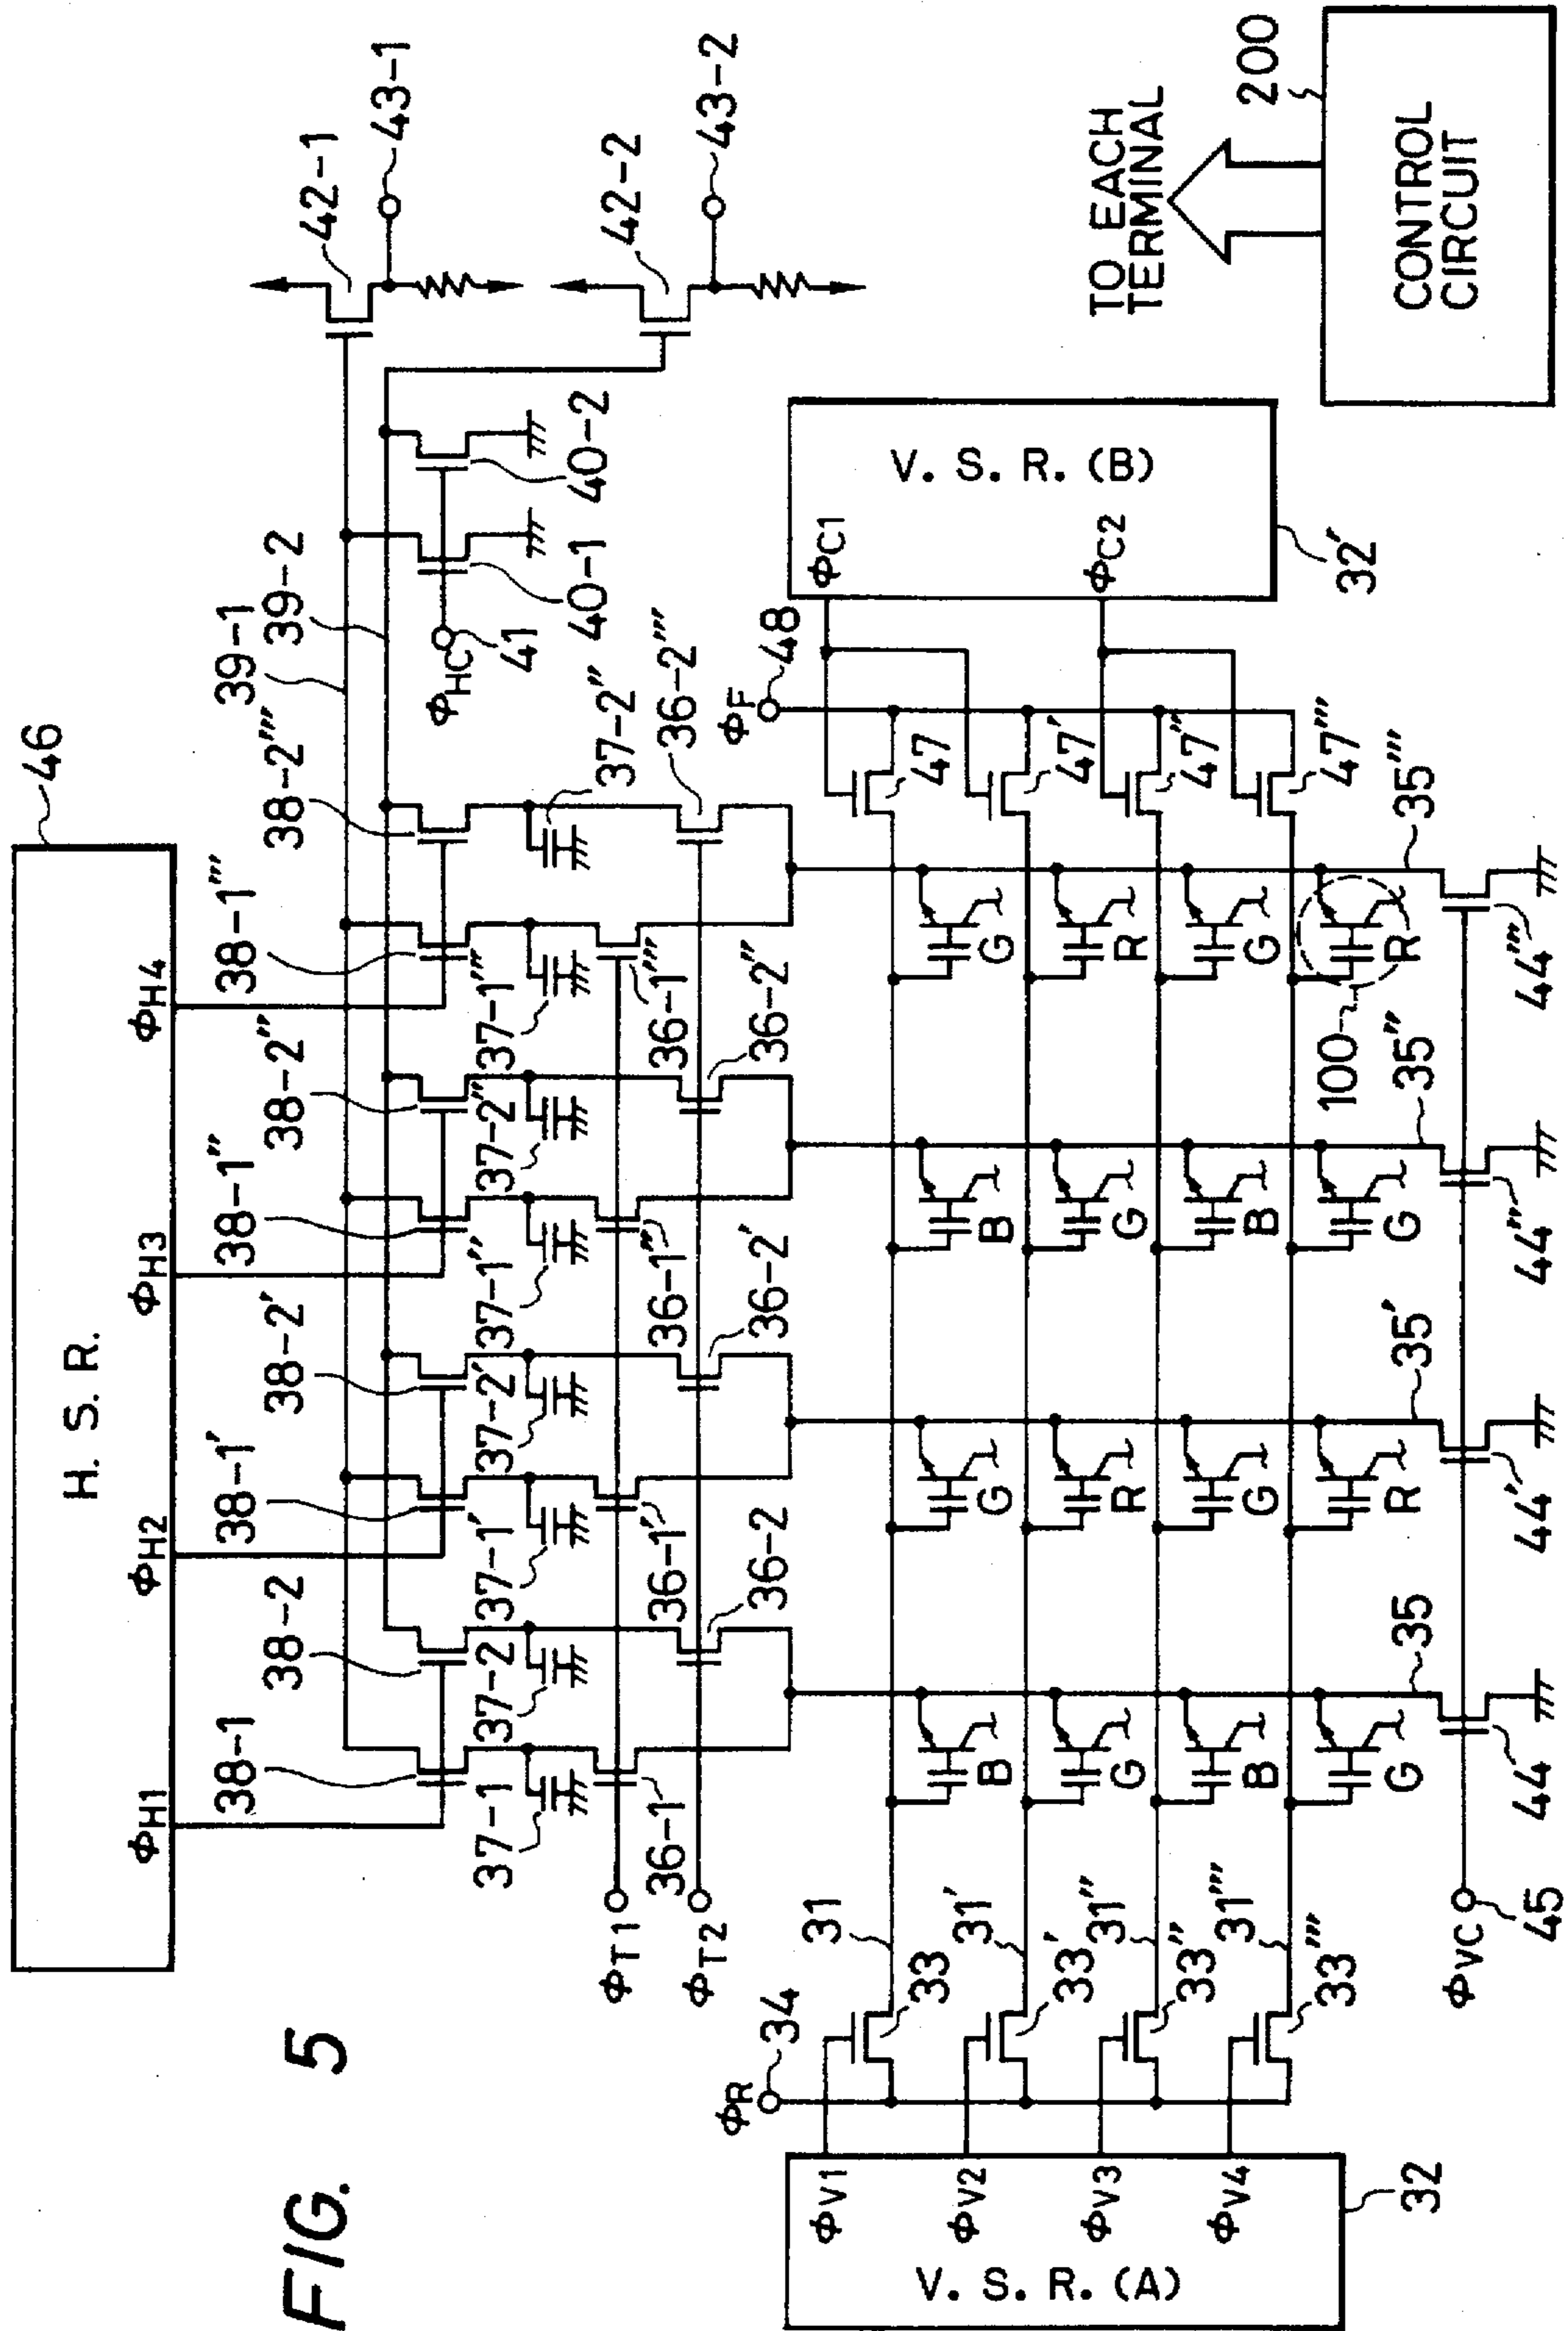 FIG. 5
H. S. R.
46
ΦH1
ΦH2
ΦH3
ΦH4
38-1
38-2
38-1'
38-2'
38-1"
38-2"
38-1'''
38-2'''
39-1
39-2
42-1
43-1
42-2
43-2
37-1
37-2
37-1'
37-2'
37-1"
37-2"
37-1'''
37-2"
ΦHC
41
40-1
40-2
ΦT1
ΦT2
36-1
36-2
36-1'
36-2'
36-1"
36-2"
36-1'''
36-2'''
ΦR
34
ΦF
48
V. S. R. (A)
ΦV1
ΦV2
ΦV3
ΦV4
32
33
33'
33"
33'''
31
31'
31"
31'''
B G B G
G R G R
B G B G
G R G R
100
47
47'
47"
47'''
V. S. R. (B)
ΦC1
ΦC2
32'
35
35'
35"
35'''
ΦVC
45
44
44'
44"
44'''
TO EACH
TERMINAL
200
CONTROL
CIRCUIT